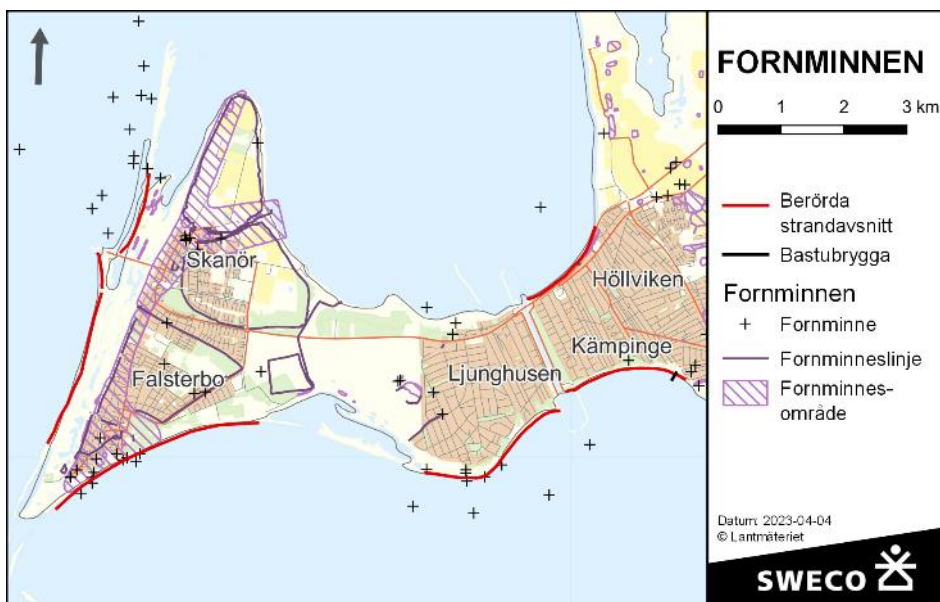 FORNMINNEN
0 1 2 3 km
Berörda
strandavsnitt
Bastubrygga
Fornminnen
Fornminne
Fornminneslinje
Fornminnes-
område
Datum: 2023-04-04
© Lantmäteriet
SWECO
Skanör
Höllviken
Kämpinge
Ljunghusen
Falsterbo